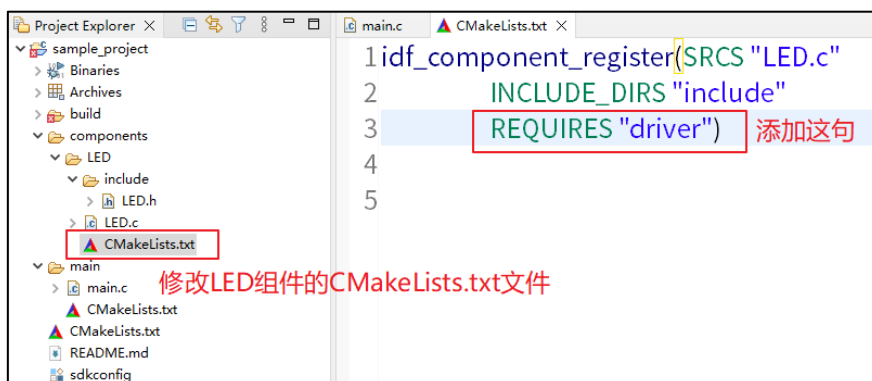 Project Explorer
sample_project
Binaries
Archives
build
components
LED
include
LED.h
LED.c
CMakeLists.txt
main
main.c
CMakeLists.txt
CMakeLists.txt
README.md
sdkconfig
修改LED组件的CMakeLists.txt文件
main.c
CMakeLists.txt
1 idf_component_register(SRCS "LED.c"
2 INCLUDE_DIRS "include"
3 REQUIRES "driver")
添加这句
4
5